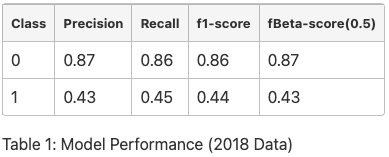 Class Precision Recall f1-score fBeta-score(0.5)
0 0.87 0.86 0.86 0.87
1 0.43 0.45 0.44 0.43
Table 1: Model Performance (2018 Data)